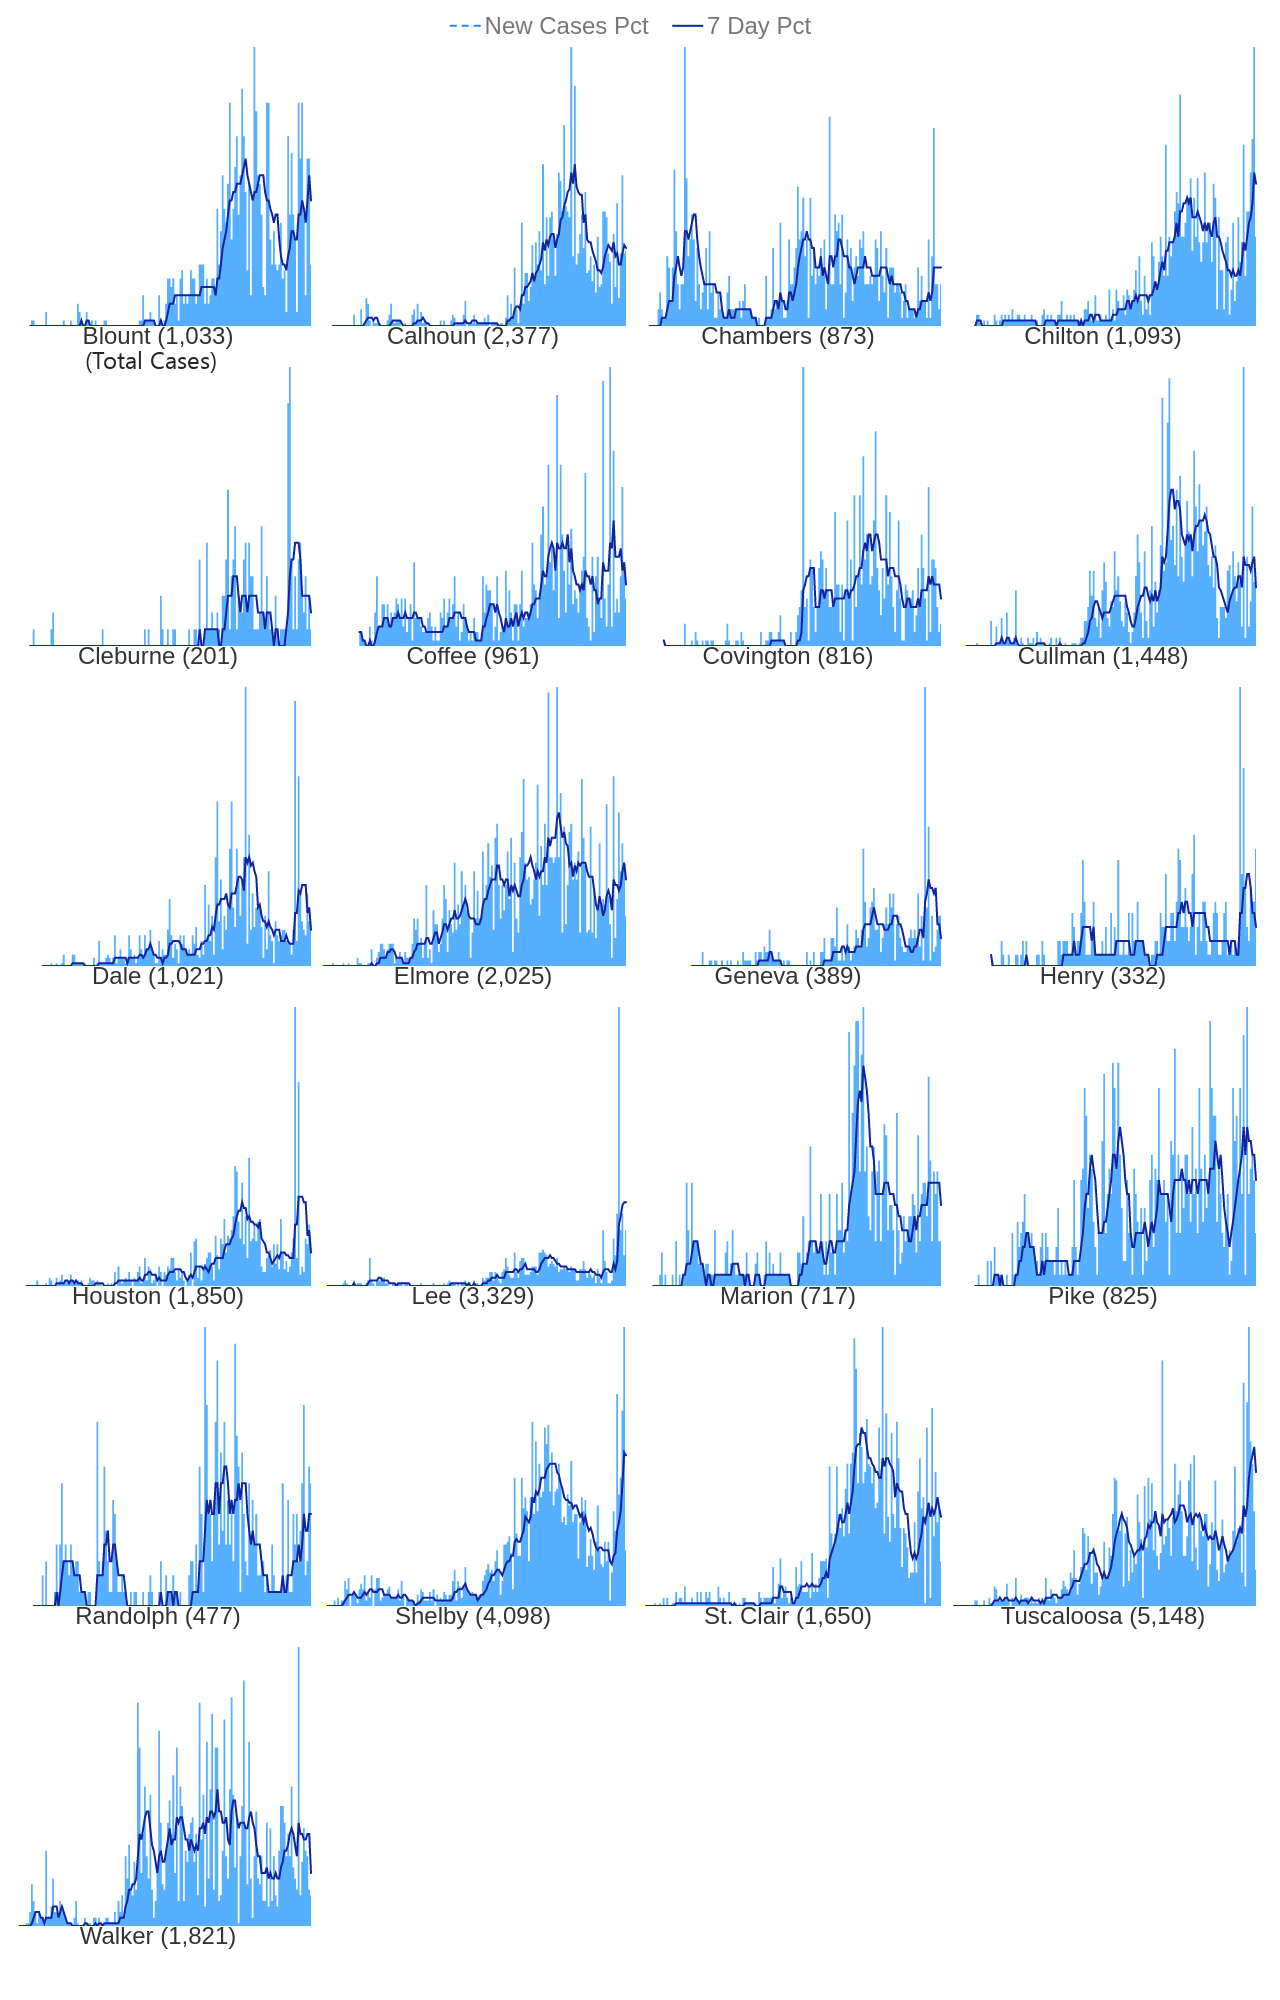 New Cases Pct 7 Day Pct
Blount (1,033) Calhoun (2,377) Chambers (873) Chilton (1,093)
(Total Cases)
Cleburne (201) Coffee (961) Covington (816) Cullman (1,448)
Dale (1,021) Elmore (2,025) Geneva (389) Henry (332)
Houston (1,850) Lee (3,329) Marion (717) Pike (825)
Randolph (477) Shelby (4,098) St. Clair (1,650) Tuscaloosa (5,148)
Walker (1,821)